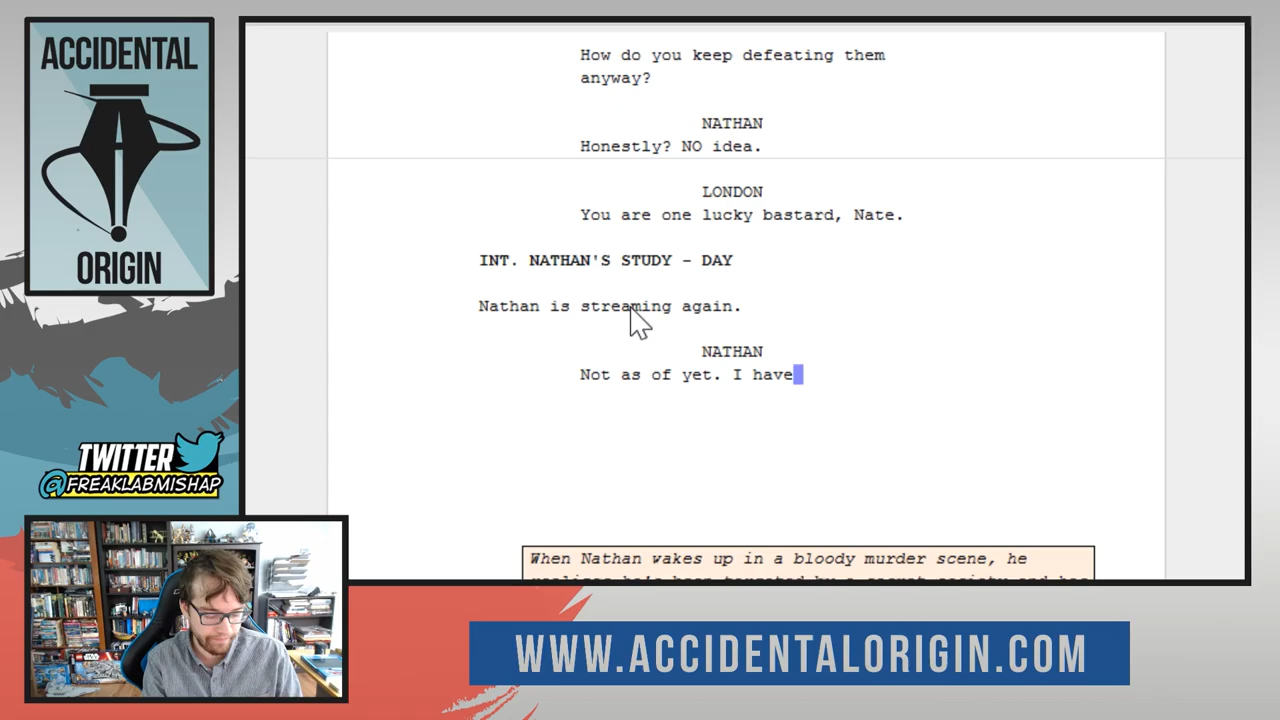 ACCIDENTAL
ORIGIN
How do you keep defeating them
anyway?
NATHAN
Honestly? NO idea.
LONDON
You are one lucky bastard, Nate.
INT. NATHAN'S STUDY - DAY
Nathan is streaming again.
NATHAN
Not as of yet. I have
When Nathan wakes up in a bloody murder scene, he
TWITTER
@FREAKLABMISHAP
WWW.ACCIDENTALORIGIN.COM